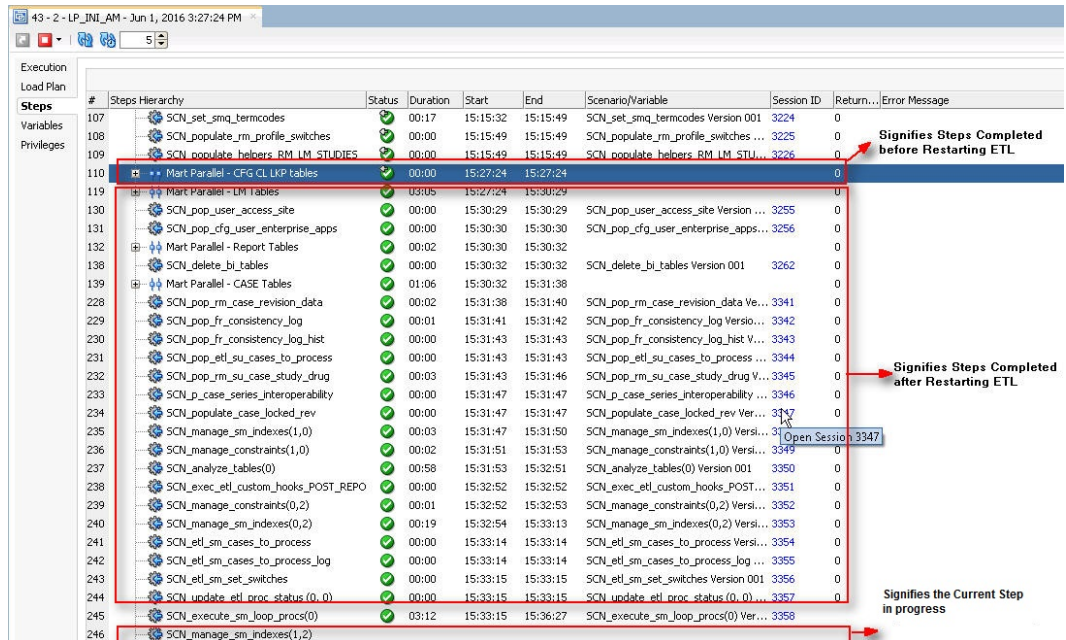 43 - 2 - LP_INI_AM - Jun 1, 2016 3:27:24 PM
5
Execution
Load Plan
Steps
Variables
Privileges
# Steps Hierarchy Status Duration Start End Scenario/Variable Session ID Return... Error Message
107 SCN_set_smq_termcodes 00:17 15:15:32 15:15:49 SCN_set_smq_termcodes Version 001 3224 0
108 SCN_populate_rm_profile_switches 00:00 15:15:49 15:15:49 SCN_populate_rm_profile_switches ... 3225 0
109 SCN_populate_helpers_RM_LM_STUDIES 00:00 15:15:49 15:15:49 SCN_populate_helpers_RM_LM_STU... 3226 0
Signifies Steps Completed
before Restarting ETL
110 Mart Parallel - CFG CL LKP tables 00:00 15:27:24 15:27:24 0
119 Mart Parallel - LM Tables 03:05 15:27:24 15:30:29 0
130 SCN_pop_user_access_site 00:00 15:30:29 15:30:29 SCN_pop_user_access_site Version ... 3255 0
131 SCN_pop_cfg_user_enterprise_apps 00:00 15:30:30 15:30:30 SCN_pop_cfg_user_enterprise_apps... 3256 0
132 Mart Parallel - Report Tables 00:02 15:30:30 15:30:32 0
138 SCN_delete_bi_tables 00:00 15:30:32 15:30:32 SCN_delete_bi_tables Version 001 3262 0
139 Mart Parallel - CASE Tables 01:06 15:30:32 15:31:38 0
228 SCN_pop_rm_case_revision_data 00:02 15:31:38 15:31:40 SCN_pop_rm_case_revision_data Ve... 3341 0
229 SCN_pop_fr_consistency_log 00:01 15:31:41 15:31:42 SCN_pop_fr_consistency_log Versio... 3342 0
230 SCN_pop_fr_consistency_log_hist 00:00 15:31:43 15:31:43 SCN_pop_fr_consistency_log_hist V... 3343 0
231 SCN_pop_etl_su_cases_to_process 00:00 15:31:43 15:31:43 SCN_pop_etl_su_cases_to_process ... 3344 0
232 SCN_pop_rm_su_case_study_drug 00:03 15:31:43 15:31:46 SCN_pop_rm_su_case_study_drug V... 3345 0
Signifies Steps Completed
after Restarting ETL
233 SCN_p_case_series_interoperability 00:00 15:31:47 15:31:47 SCN_p_case_series_interoperability ... 3346 0
234 SCN_populate_case_locked_rev 00:00 15:31:47 15:31:47 SCN_populate_case_locked_rev Ver... 3347 0
235 SCN_manage_sm_indexes(1,0) 00:03 15:31:47 15:31:50 SCN_manage_sm_indexes(1,0) Versi... 0
Open Session 3347
236 SCN_manage_constraints(1,0) 00:02 15:31:51 15:31:53 SCN_manage_constraints(1,0) Versi... 3349 0
237 SCN_analyze_tables(0) 00:58 15:31:53 15:32:51 SCN_analyze_tables(0) Version 001 3350 0
238 SCN_exec_etl_custom_hooks_POST_REPO 00:00 15:32:52 15:32:52 SCN_exec_etl_custom_hooks_POST... 3351 0
239 SCN_manage_constraints(0,2) 00:01 15:32:52 15:32:53 SCN_manage_constraints(0,2) Versi... 3352 0
240 SCN_manage_sm_indexes(0,2) 00:19 15:32:54 15:33:13 SCN_manage_sm_indexes(0,2) Versi... 3353 0
241 SCN_etl_sm_cases_to_process 00:00 15:33:14 15:33:14 SCN_etl_sm_cases_to_process Versi... 3354 0
242 SCN_etl_sm_cases_to_process_log 00:00 15:33:14 15:33:14 SCN_etl_sm_cases_to_process_log ... 3355 0
243 SCN_etl_sm_set_switches 00:00 15:33:15 15:33:15 SCN_etl_sm_set_switches Version 001 3356 0
244 SCN_update_etl_proc_status (0, 0) 00:00 15:33:15 15:33:15 SCN_update_etl_proc_status (0, 0) ... 3357 0
Signifies the Current Step
in progress
245 SCN_execute_sm_loop_procs(0) 03:12 15:33:15 15:36:27 SCN_execute_sm_loop_procs(0) Ver... 3358 0
246 SCN_manage_sm_indexes(1,2)